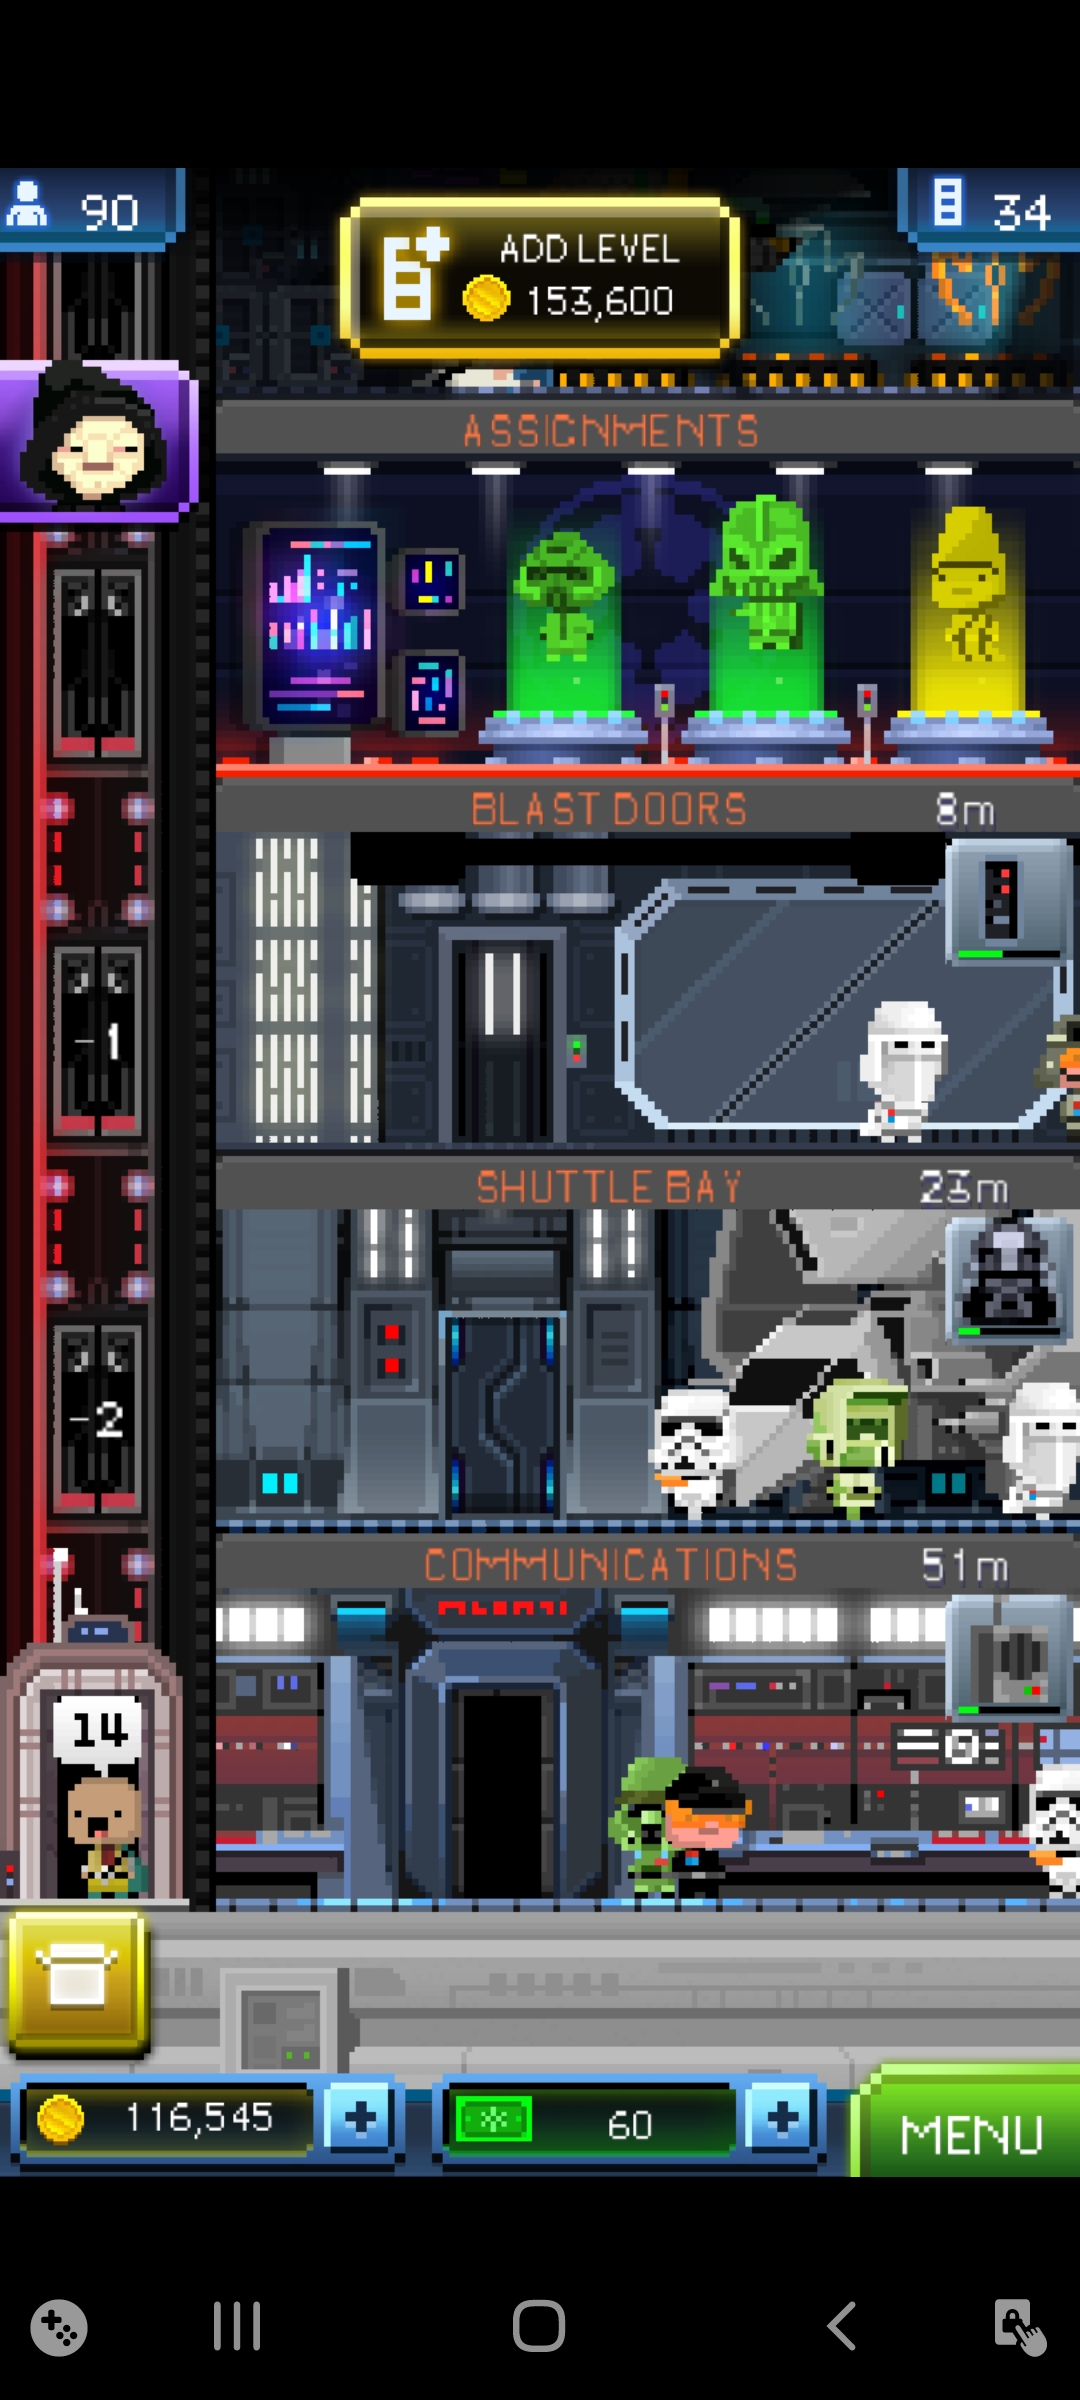 90
ADD LEVEL
153,600
34
ASSIGNMENTS
BLAST DOORS
8m
-1
SHUTTLE BAY
23m
-2
COMMUNICATIONS
51m
14
116,545
60
MENU